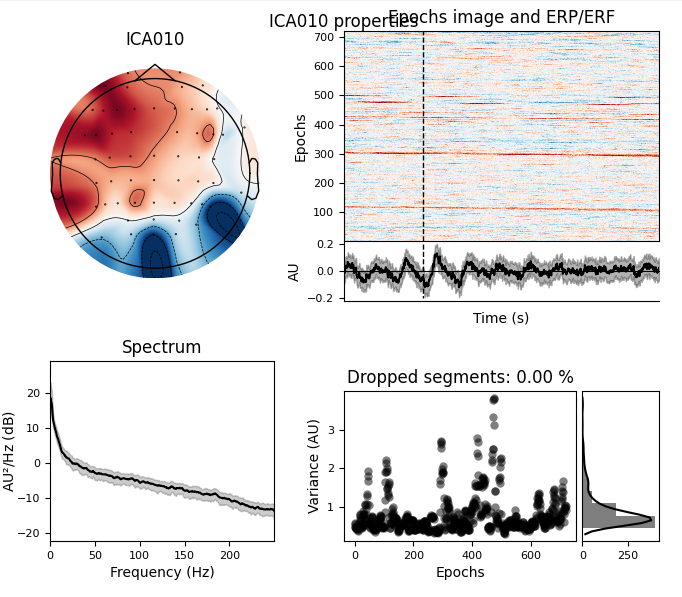 ICA010 properties
Epochs image and ERP/ERF
ICA010
700
600
500
400
300
200
100
Epochs
0.2
0.0
−0.2
AU
Time (s)
Spectrum
20
10
0
−10
−20
AU²/Hz (dB)
0 50 100 150 200
Frequency (Hz)
Dropped segments: 0.00 %
3
2
1
Variance (AU)
0 200 400 600
Epochs
0 250